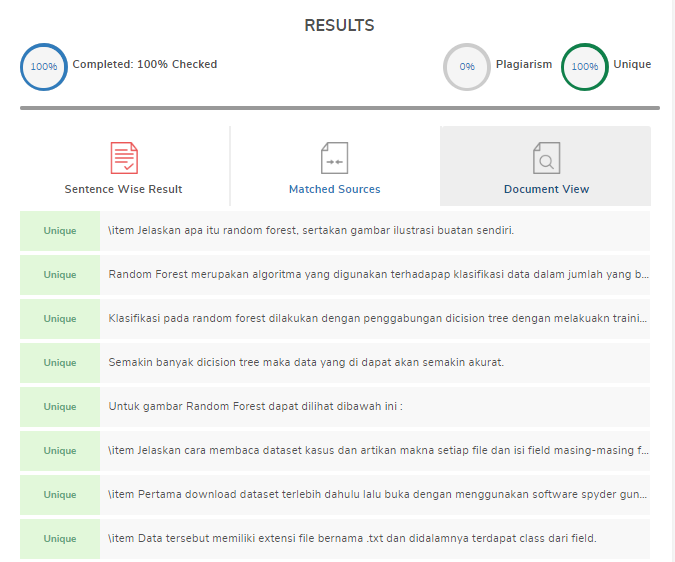 RESULTS
100% Completed: 100% Checked 0% Plagiarism 100% Unique
Sentence Wise Result Matched Sources Document View
Unique \item Jelaskan apa itu random forest, sertakan gambar ilustrasi buatan sendiri.
Unique Random Forest merupakan algoritma yang digunakan terhadapap klasifikasi data dalam jumlah yang b...
Unique Klasifikasi pada random forest dilakukan dengan penggabungan dicision tree dengan melakuakn traini...
Unique Semakin banyak dicision tree maka data yang di dapat akan semakin akurat.
Unique Untuk gambar Random Forest dapat dilihat dibawah ini :
Unique \item Jelaskan cara membaca dataset kasus dan artikan makna setiap file dan isi field masing-masing f...
Unique \item Pertama download dataset terlebih dahulu lalu buka dengan menggunakan software spyder gun...
Unique \item Data tersebut memiliki extensi file bernama .txt dan didalamnya terdapat class dari field.